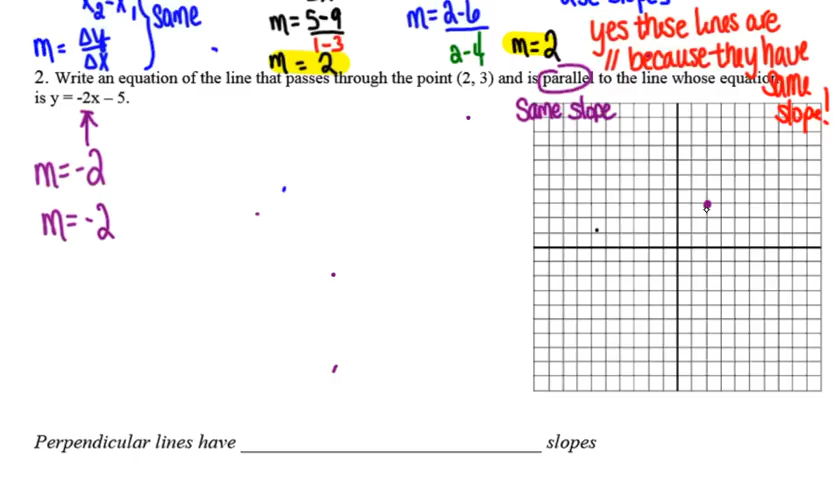 x₂-x₁ } same
m= Δy/Δx
m= 5-9/1-3
m= 2
m= 2-6/2-4
m= 2
yes those lines are
// because they have
same
slope!
2. Write an equation of the line that passes through the point (2, 3) and is parallel to the line whose equation
is y = -2x – 5.
Same slope
m=-2
m=-2
Perpendicular lines have ______________________________ slopes